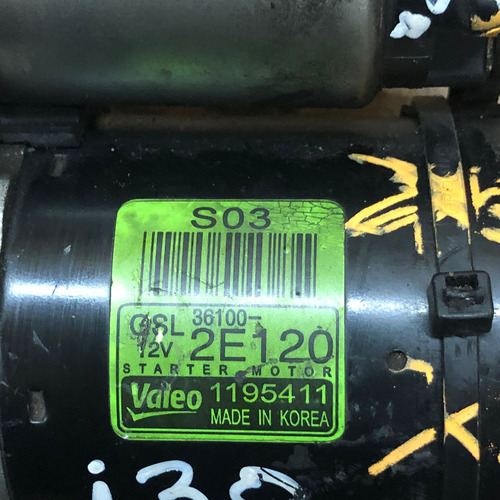 S03
GSL 36100-
12V 2E120
STARTER MOTOR
Valeo 1195411
MADE IN KOREA
i30